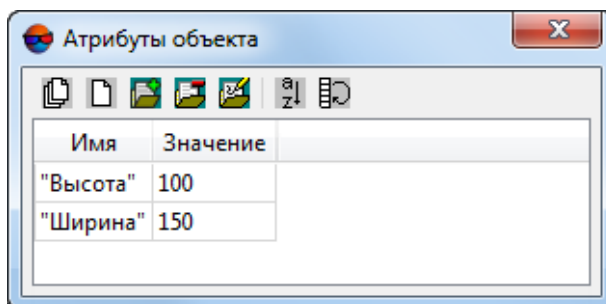 Атрибуты объекта
Имя Значение
"Высота" 100
"Ширина" 150